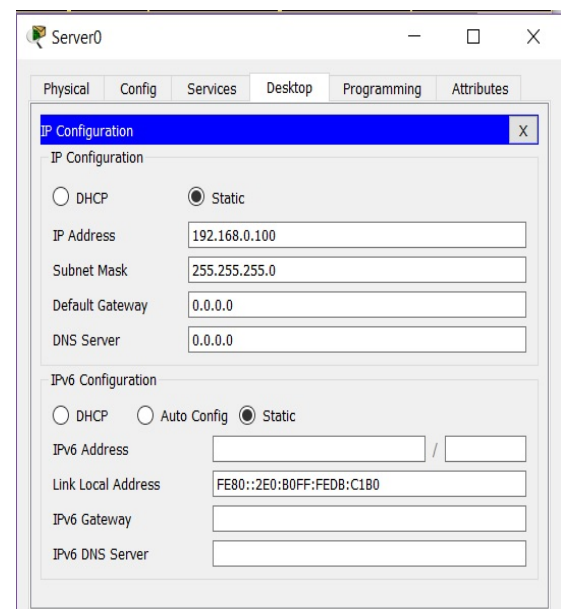 Server0
Physical Config Services Desktop Programming Attributes
IP Configuration X
IP Configuration
DHCP Static
IP Address 192.168.0.100
Subnet Mask 255.255.255.0
Default Gateway 0.0.0.0
DNS Server 0.0.0.0
IPv6 Configuration
DHCP Auto Config Static
IPv6 Address /
Link Local Address FE80::2E0:B0FF:FEDB:C1B0
IPv6 Gateway
IPv6 DNS Server